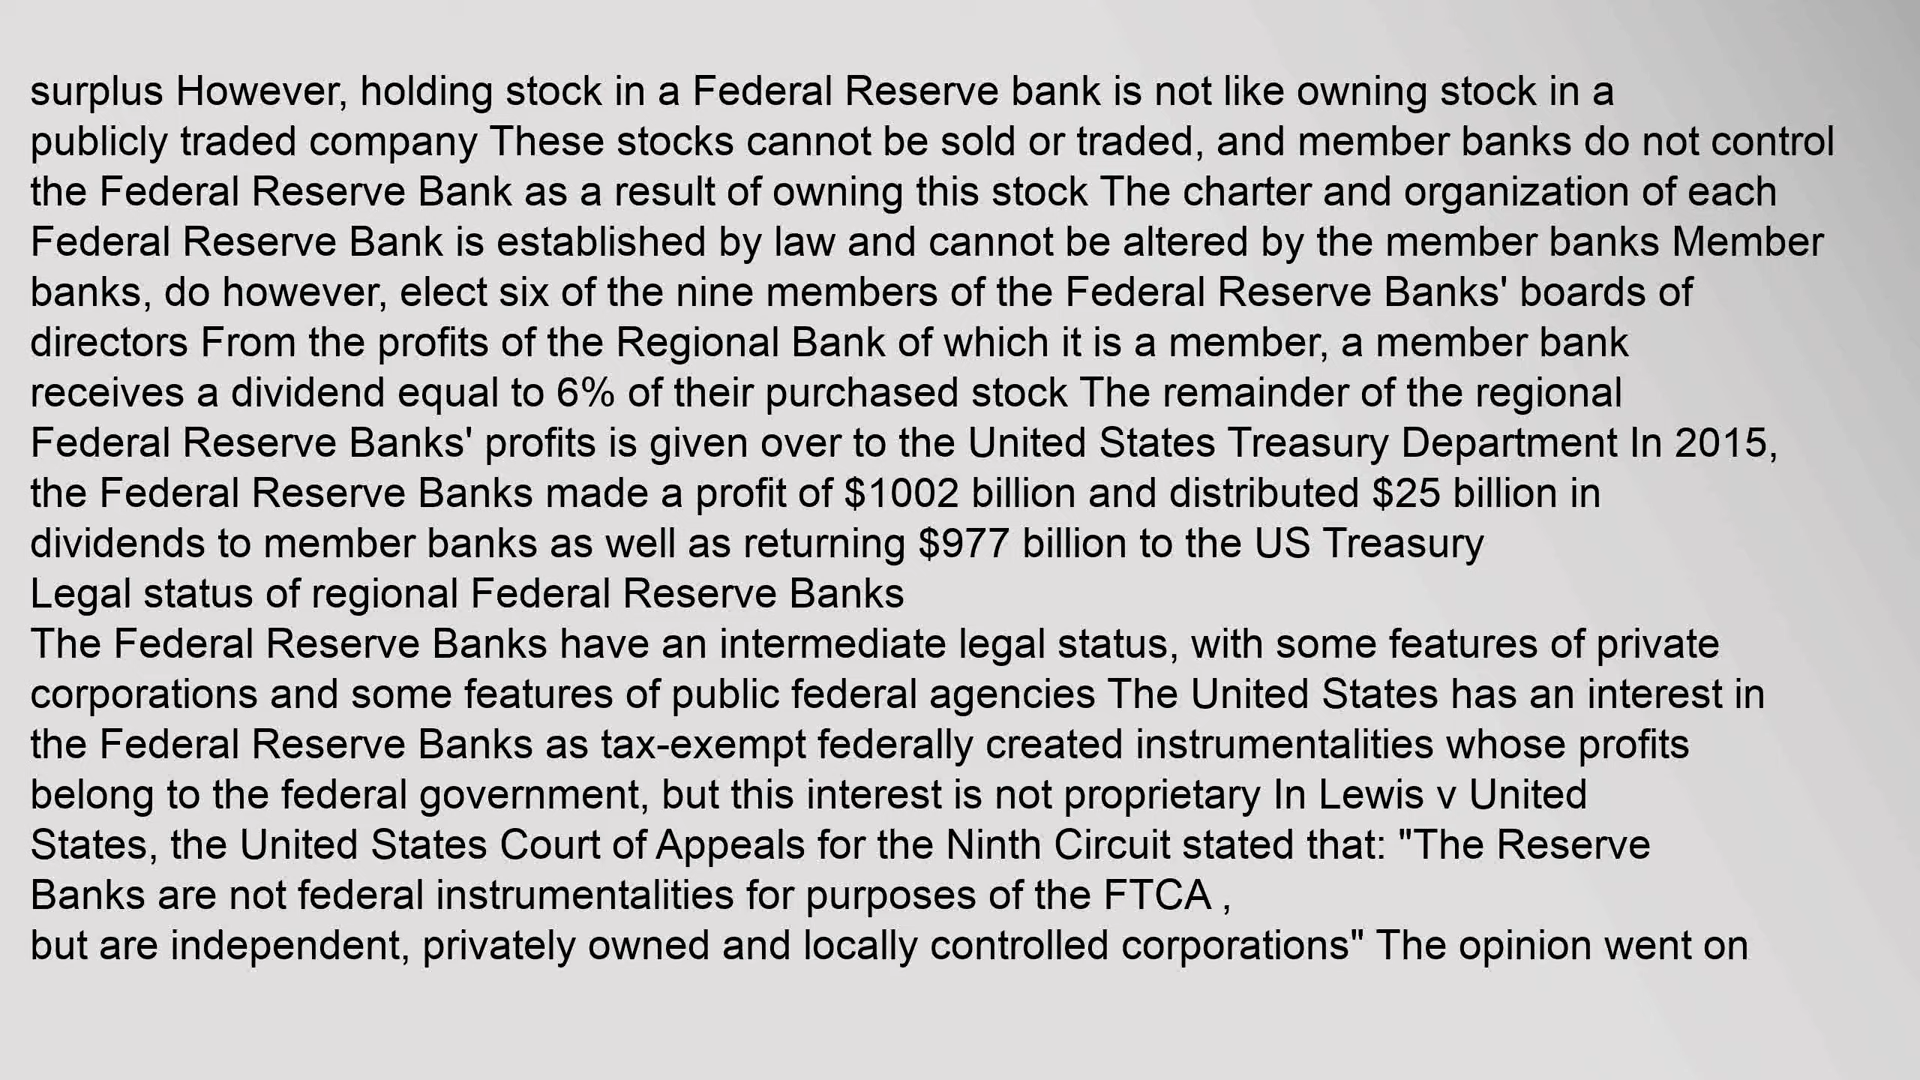 surplus However, holding stock in a Federal Reserve bank is not like owning stock in a
publicly traded company These stocks cannot be sold or traded, and member banks do not control
the Federal Reserve Bank as a result of owning this stock The charter and organization of each
Federal Reserve Bank is established by law and cannot be altered by the member banks Member
banks, do however, elect six of the nine members of the Federal Reserve Banks' boards of
directors From the profits of the Regional Bank of which it is a member, a member bank
receives a dividend equal to 6% of their purchased stock The remainder of the regional
Federal Reserve Banks' profits is given over to the United States Treasury Department In 2015,
the Federal Reserve Banks made a profit of $1002 billion and distributed $25 billion in
dividends to member banks as well as returning $977 billion to the US Treasury
Legal status of regional Federal Reserve Banks
The Federal Reserve Banks have an intermediate legal status, with some features of private
corporations and some features of public federal agencies The United States has an interest in
the Federal Reserve Banks as tax-exempt federally created instrumentalities whose profits
belong to the federal government, but this interest is not proprietary In Lewis v United
States, the United States Court of Appeals for the Ninth Circuit stated that: "The Reserve
Banks are not federal instrumentalities for purposes of the FTCA ,
but are independent, privately owned and locally controlled corporations" The opinion went on